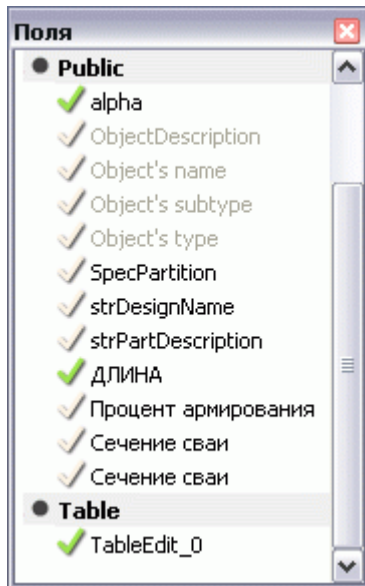 Поля
Public
alpha
ObjectDescription
Object's name
Object's subtype
Object's type
SpecPartition
strDesignName
strPartDescription
ДЛИНА
Процент армирования
Сечение сваи
Сечение сваи
Table
TableEdit_0